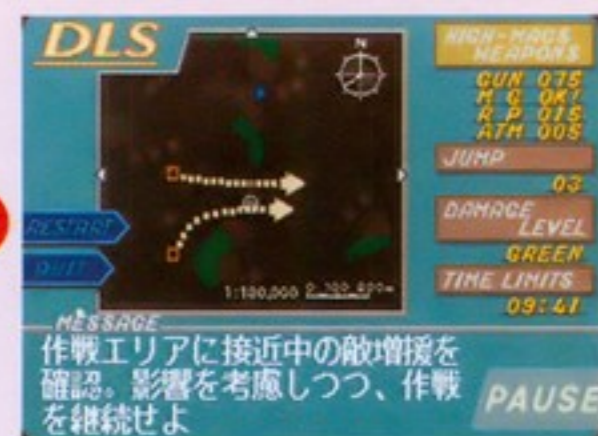 DLS
N
HIGH-MACS
WEAPONS
GUN 075
M G OK!
R P 015
ATM 005
JUMP
03
DAMAGE
LEVEL
GREEN
TIME LIMITS
09:41
RESTART
QUIT
1:100,000
MESSAGE
作戦エリアに接近中の敵増援を
確認。影響を考慮しつつ、作戦
を継続せよ
PAUSE